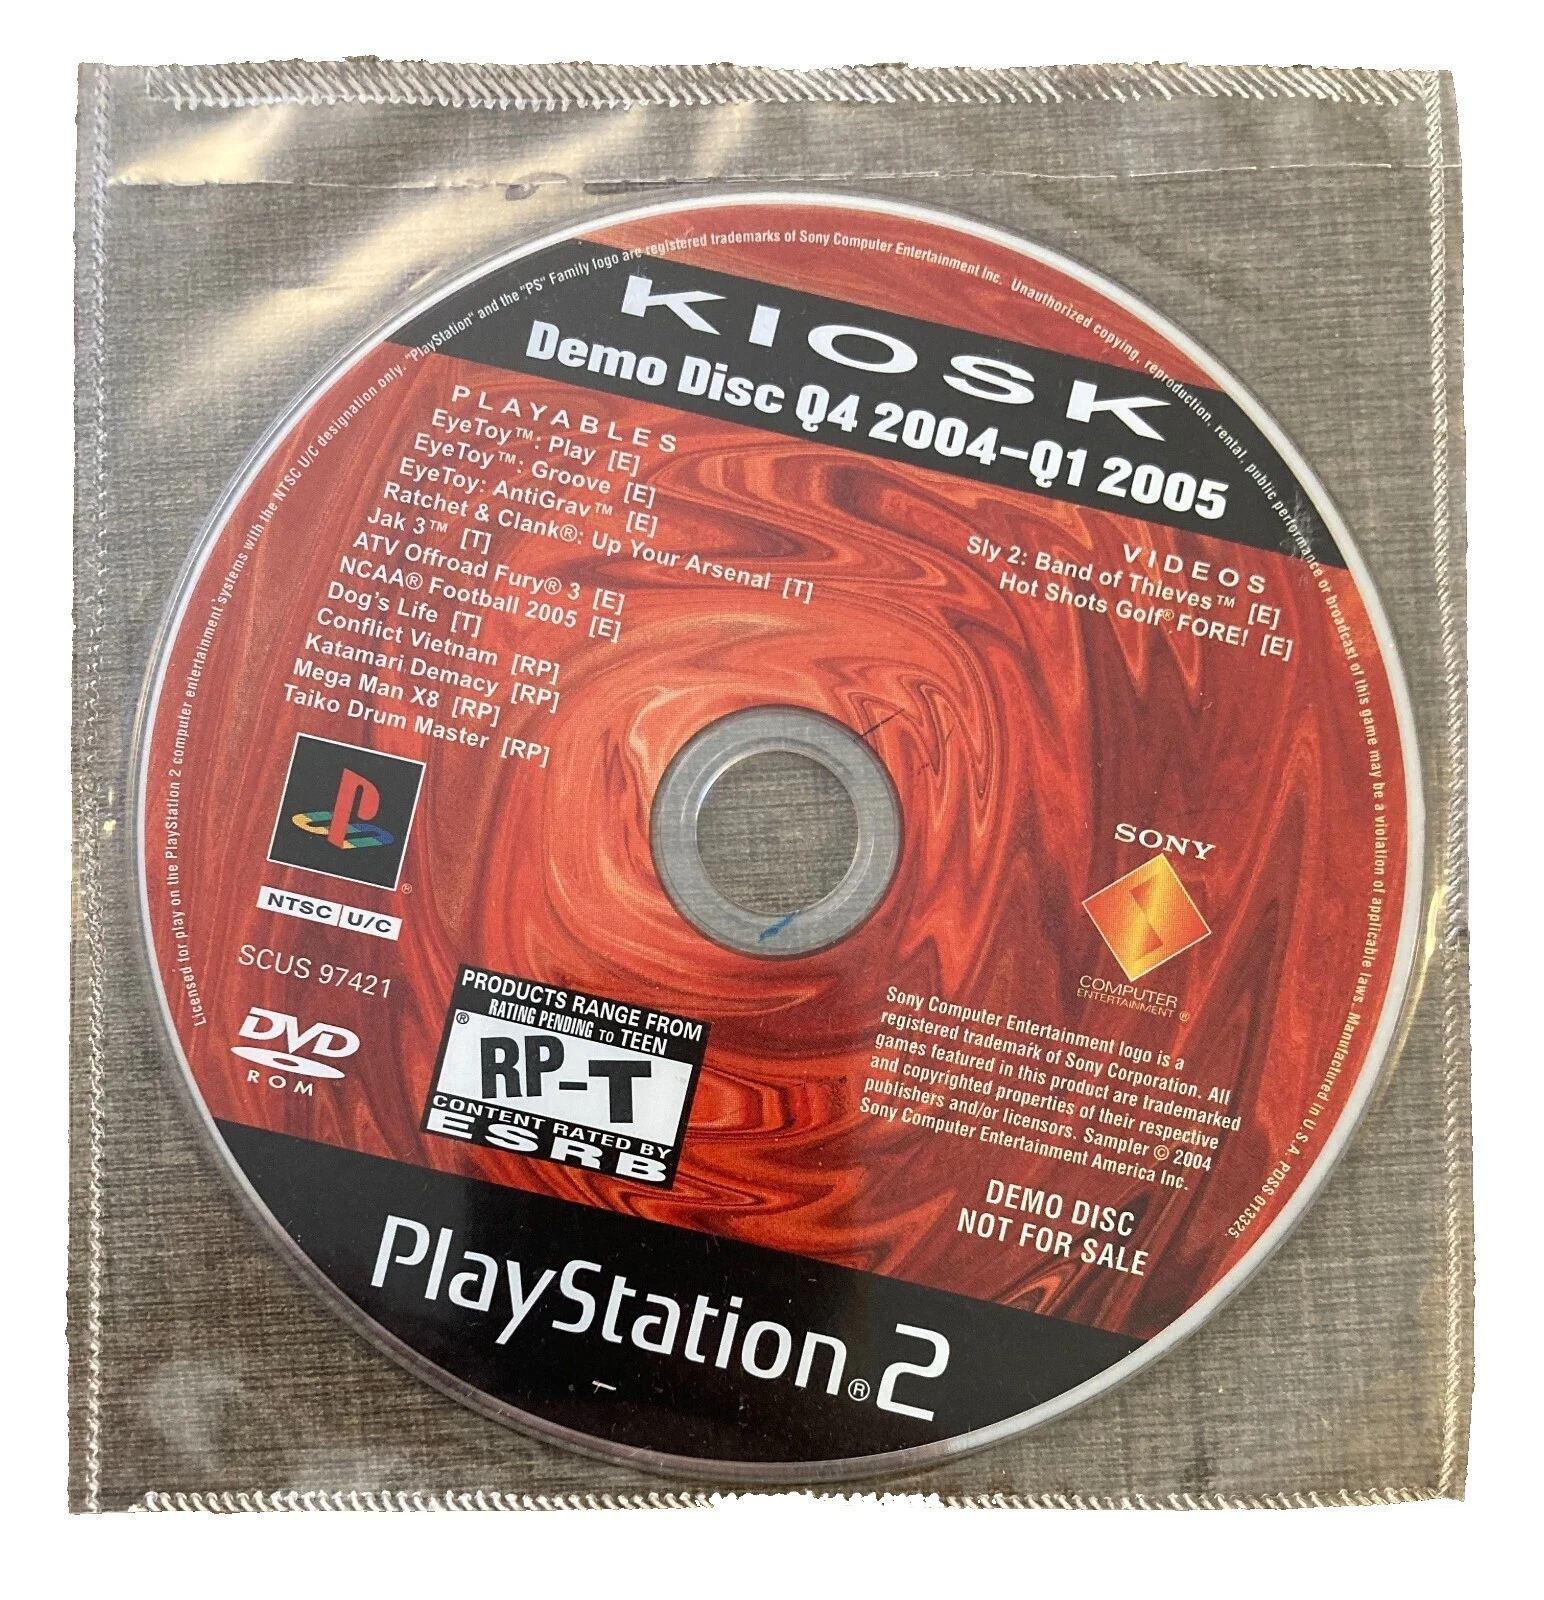 KIOSK
Demo Disc Q4 2004–Q1 2005
PLAYABLES
EyeToy™: Play [E]
EyeToy™: Groove [E]
EyeToy: AntiGrav™ [E]
Ratchet & Clank®: Up Your Arsenal [T]
Jak 3™ [T]
ATV Offroad Fury® 3 [E]
NCAA® Football 2005 [E]
Dog's Life [T]
Conflict Vietnam [RP]
Katamari Demacy [RP]
Mega Man X8 [RP]
Taiko Drum Master [RP]
VIDEOS
Sly 2: Band of Thieves™ [E]
Hot Shots Golf® FORE! [E]
®
NTSC U/C
SCUS 97421
DVD
ROM
PRODUCTS RANGE FROM
RATING PENDING TO TEEN
® RP-T
CONTENT RATED BY
ESRB
SONY
COMPUTER
ENTERTAINMENT ®
Sony Computer Entertainment logo is a
registered trademark of Sony Corporation. All
games featured in this product are trademarked
and copyrighted properties of their respective
publishers and/or licensors. Sampler © 2004
Sony Computer Entertainment America Inc.
DEMO DISC
NOT FOR SALE
PlayStation®2
Licensed for play on the PlayStation 2 computer entertainment systems with the NTSC U/C designation only. "PlayStation" and the "PS" Family logo are registered trademarks of Sony Computer Entertainment Inc. Unauthorized copying, reproduction, rental, public performance or broadcast of this game may be a violation of applicable laws. Manufactured in U.S.A. PDSS 013325.